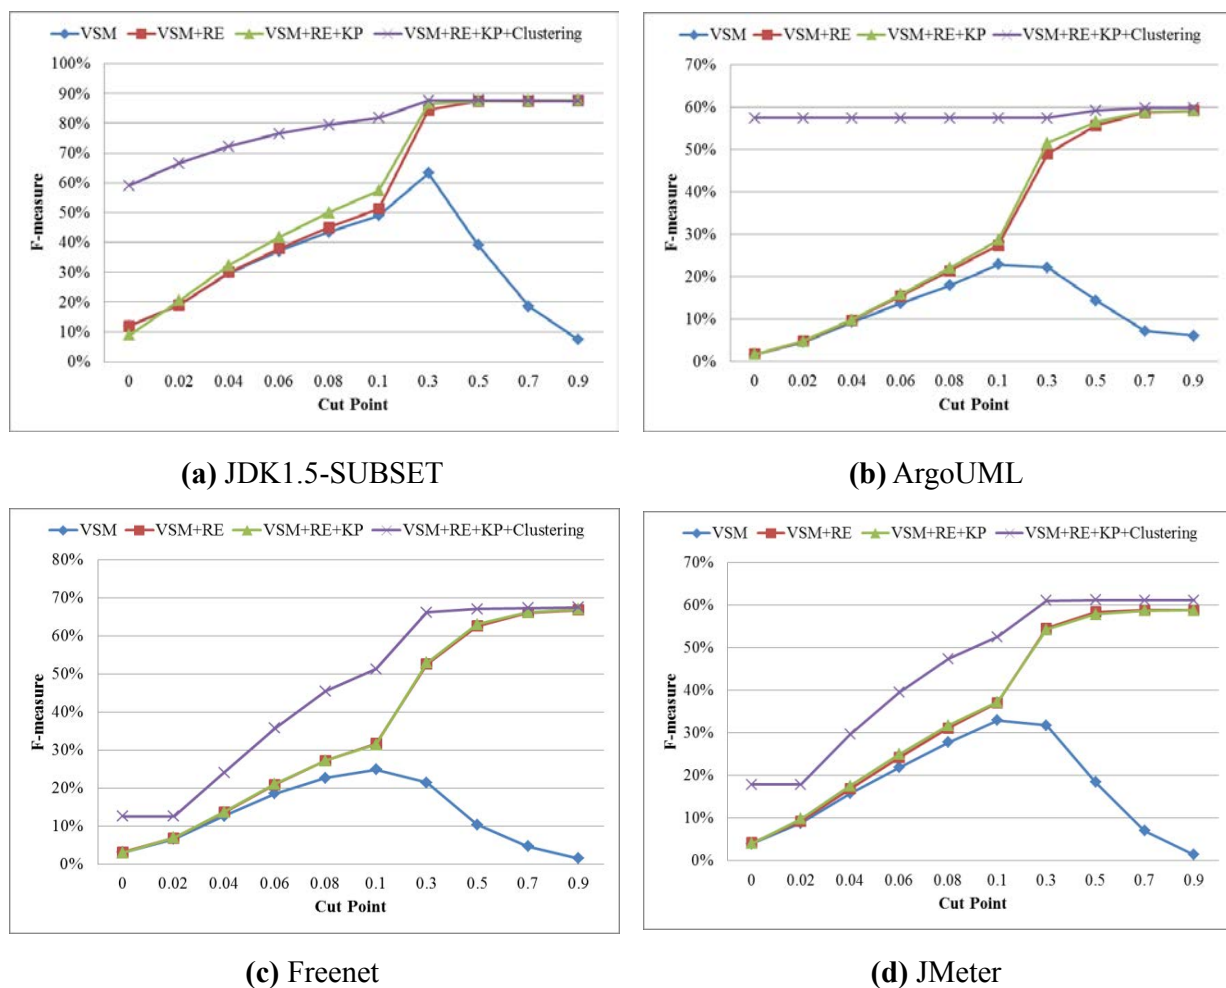 VSM VSM+RE VSM+RE+KP VSM+RE+KP+Clustering
100%
90%
80%
70%
60%
50%
40%
30%
20%
10%
0%
F-measure
0 0.02 0.04 0.06 0.08 0.1 0.3 0.5 0.7 0.9
Cut Point
(a) JDK1.5-SUBSET
VSM VSM+RE VSM+RE+KP VSM+RE+KP+Clustering
70%
60%
50%
40%
30%
20%
10%
0%
F-measure
0 0.02 0.04 0.06 0.08 0.1 0.3 0.5 0.7 0.9
Cut Point
(b) ArgoUML
VSM VSM+RE VSM+RE+KP VSM+RE+KP+Clustering
80%
70%
60%
50%
40%
30%
20%
10%
0%
F-measure
0 0.02 0.04 0.06 0.08 0.1 0.3 0.5 0.7 0.9
Cut Point
(c) Freenet
VSM VSM+RE VSM+RE+KP VSM+RE+KP+Clustering
70%
60%
50%
40%
30%
20%
10%
0%
F-measure
0 0.02 0.04 0.06 0.08 0.1 0.3 0.5 0.7 0.9
Cut Point
(d) JMeter